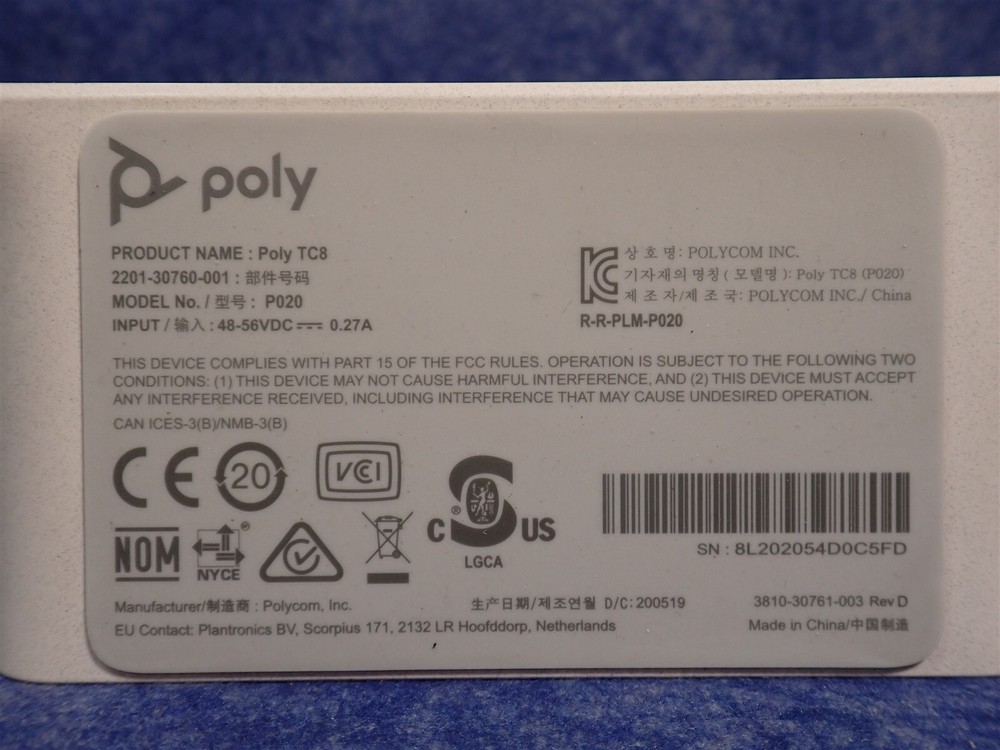 poly
PRODUCT NAME : Poly TC8
2201-30760-001 : 部件号码
MODEL No. / 型号 : P020
INPUT / 输入 : 48-56VDC ⎓ 0.27A
상 호 명: POLYCOM INC.
기자재의 명칭 ( 모델명 ): Poly TC8 (P020)
제 조 자/제 조 국: POLYCOM INC./ China
R-R-PLM-P020
THIS DEVICE COMPLIES WITH PART 15 OF THE FCC RULES. OPERATION IS SUBJECT TO THE FOLLOWING TWO
CONDITIONS: (1) THIS DEVICE MAY NOT CAUSE HARMFUL INTERFERENCE, AND (2) THIS DEVICE MUST ACCEPT
ANY INTERFERENCE RECEIVED, INCLUDING INTERFERENCE THAT MAY CAUSE UNDESIRED OPERATION.
CAN ICES-3(B)/NMB-3(B)
CE 20 VCCI
C ® US
LGCA
NOM NYCE ®
SN : 8L202054D0C5FD
Manufacturer/制造商 : Polycom, Inc.
生产日期/제조연월 D/C:200519
3810-30761-003 Rev D
EU Contact: Plantronics BV, Scorpius 171, 2132 LR Hoofddorp, Netherlands
Made in China/中国制造